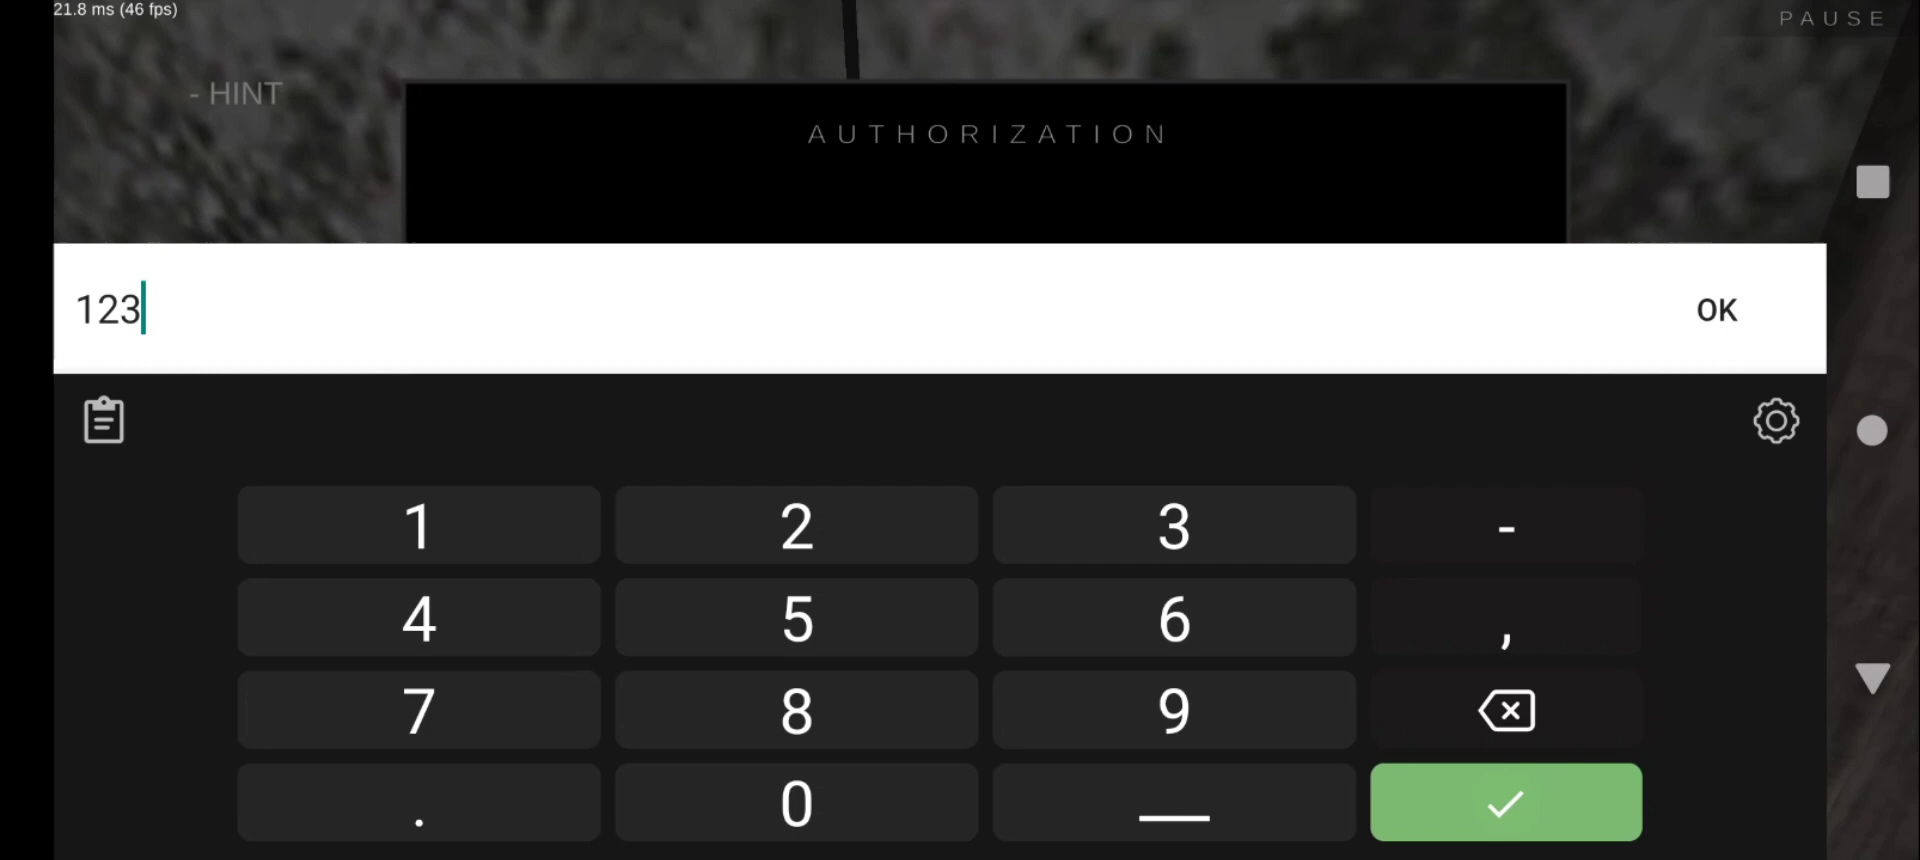 21.8 ms (46 fps)
PAUSE
- HINT
AUTHORIZATION
123
OK
1 2 3 -
4 5 6 ,
7 8 9
. 0